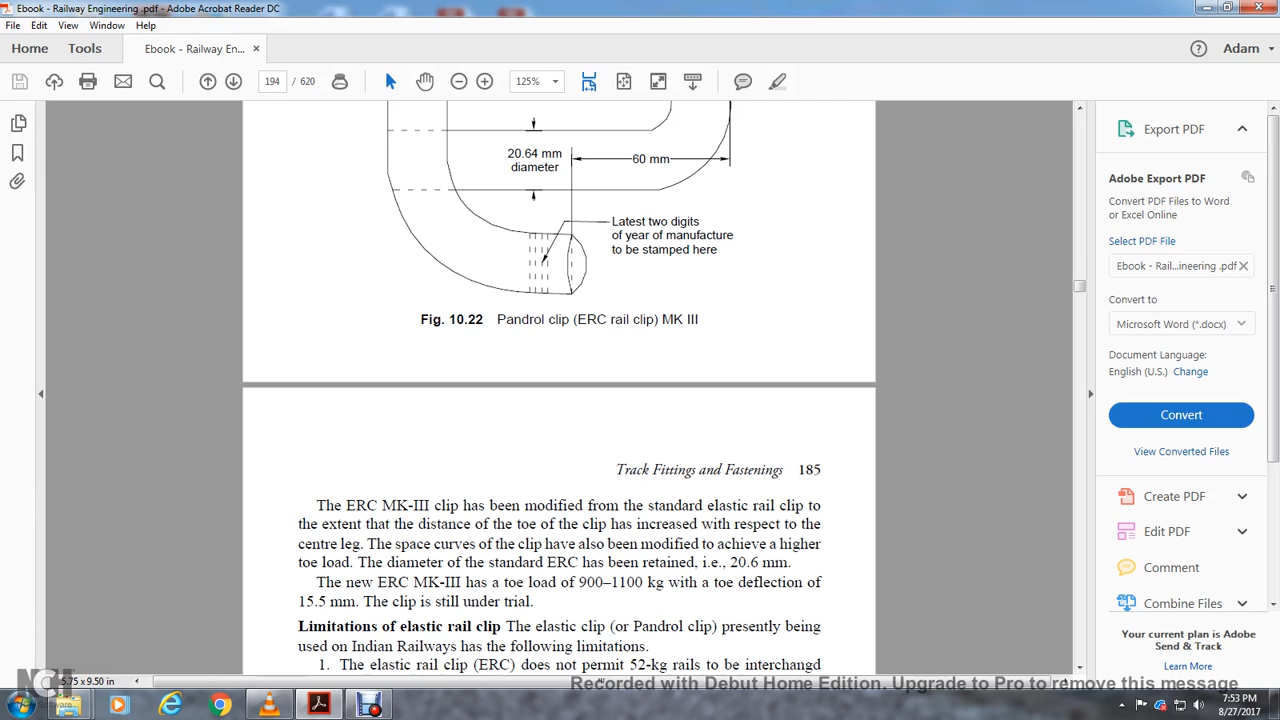 Ebook - Railway Engineering .pdf - Adobe Acrobat Reader DC
File Edit View Window Help
Home Tools Ebook - Railway En... × Adam
194 / 620 125%
20.64 mm
diameter
60 mm
Latest two digits
of year of manufacture
to be stamped here
Fig. 10.22 Pandrol clip (ERC rail clip) MK III
Track Fittings and Fastenings 185
The ERC MK-III clip has been modified from the standard elastic rail clip to
the extent that the distance of the toe of the clip has increased with respect to the
centre leg. The space curves of the clip have also been modified to achieve a higher
toe load. The diameter of the standard ERC has been retained, i.e., 20.6 mm.
The new ERC MK-III has a toe load of 900–1100 kg with a toe deflection of
15.5 mm. The clip is still under trial.
Limitations of elastic rail clip The elastic clip (or Pandrol clip) presently being
used on Indian Railways has the following limitations.
1. The elastic rail clip (ERC) does not permit 52-kg rails to be interchangd
5.75 x 9.50 in
Export PDF
Adobe Export PDF
Convert PDF Files to Word
or Excel Online
Select PDF File
Ebook - Rail...ineering .pdf ×
Convert to
Microsoft Word (*.docx)
Document Language:
English (U.S.) Change
Convert
View Converted Files
Create PDF
Edit PDF
Comment
Combine Files
Your current plan is Adobe
Send & Track
Learn More
NCH
Software
Recorded with Debut Home Edition. Upgrade to Pro to remove this message
7:53 PM
8/27/2017